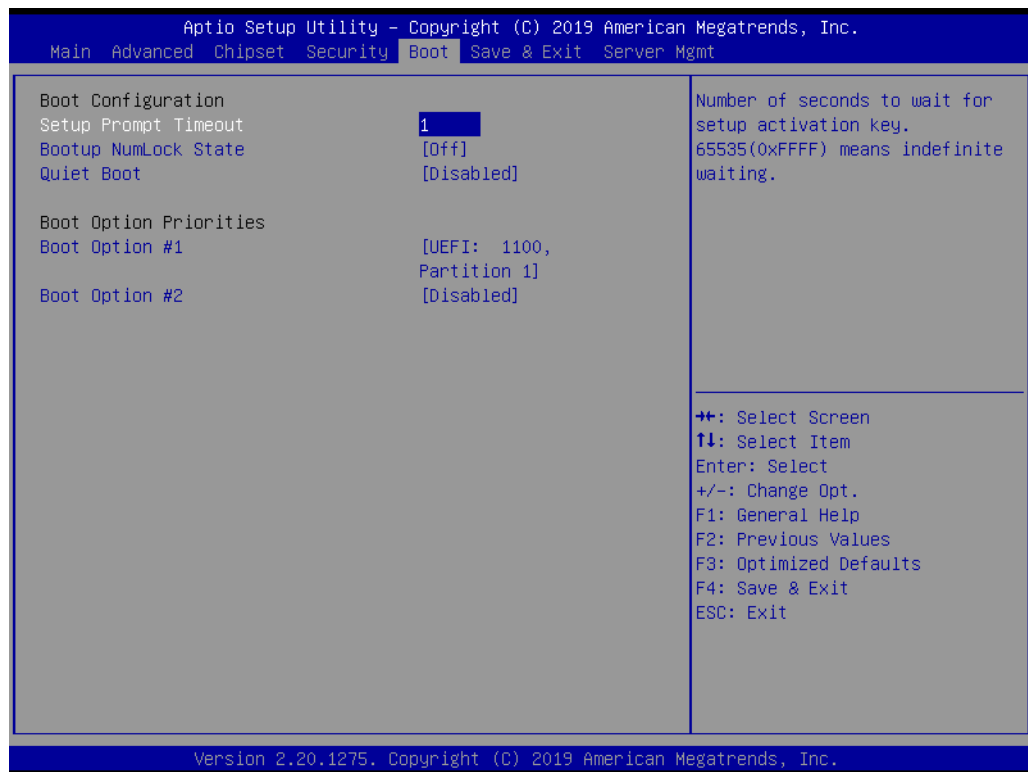 Aptio Setup Utility – Copyright (C) 2019 American Megatrends, Inc.
Main Advanced Chipset Security Boot Save & Exit Server Mgmt
Boot Configuration
Setup Prompt Timeout 1
Bootup NumLock State [Off]
Quiet Boot [Disabled]
Boot Option Priorities
Boot Option #1 [UEFI: 1100,
Partition 1]
Boot Option #2 [Disabled]
Number of seconds to wait for
setup activation key.
65535(0xFFFF) means indefinite
waiting.
→←: Select Screen
↑↓: Select Item
Enter: Select
+/-: Change Opt.
F1: General Help
F2: Previous Values
F3: Optimized Defaults
F4: Save & Exit
ESC: Exit
Version 2.20.1275. Copyright (C) 2019 American Megatrends, Inc.